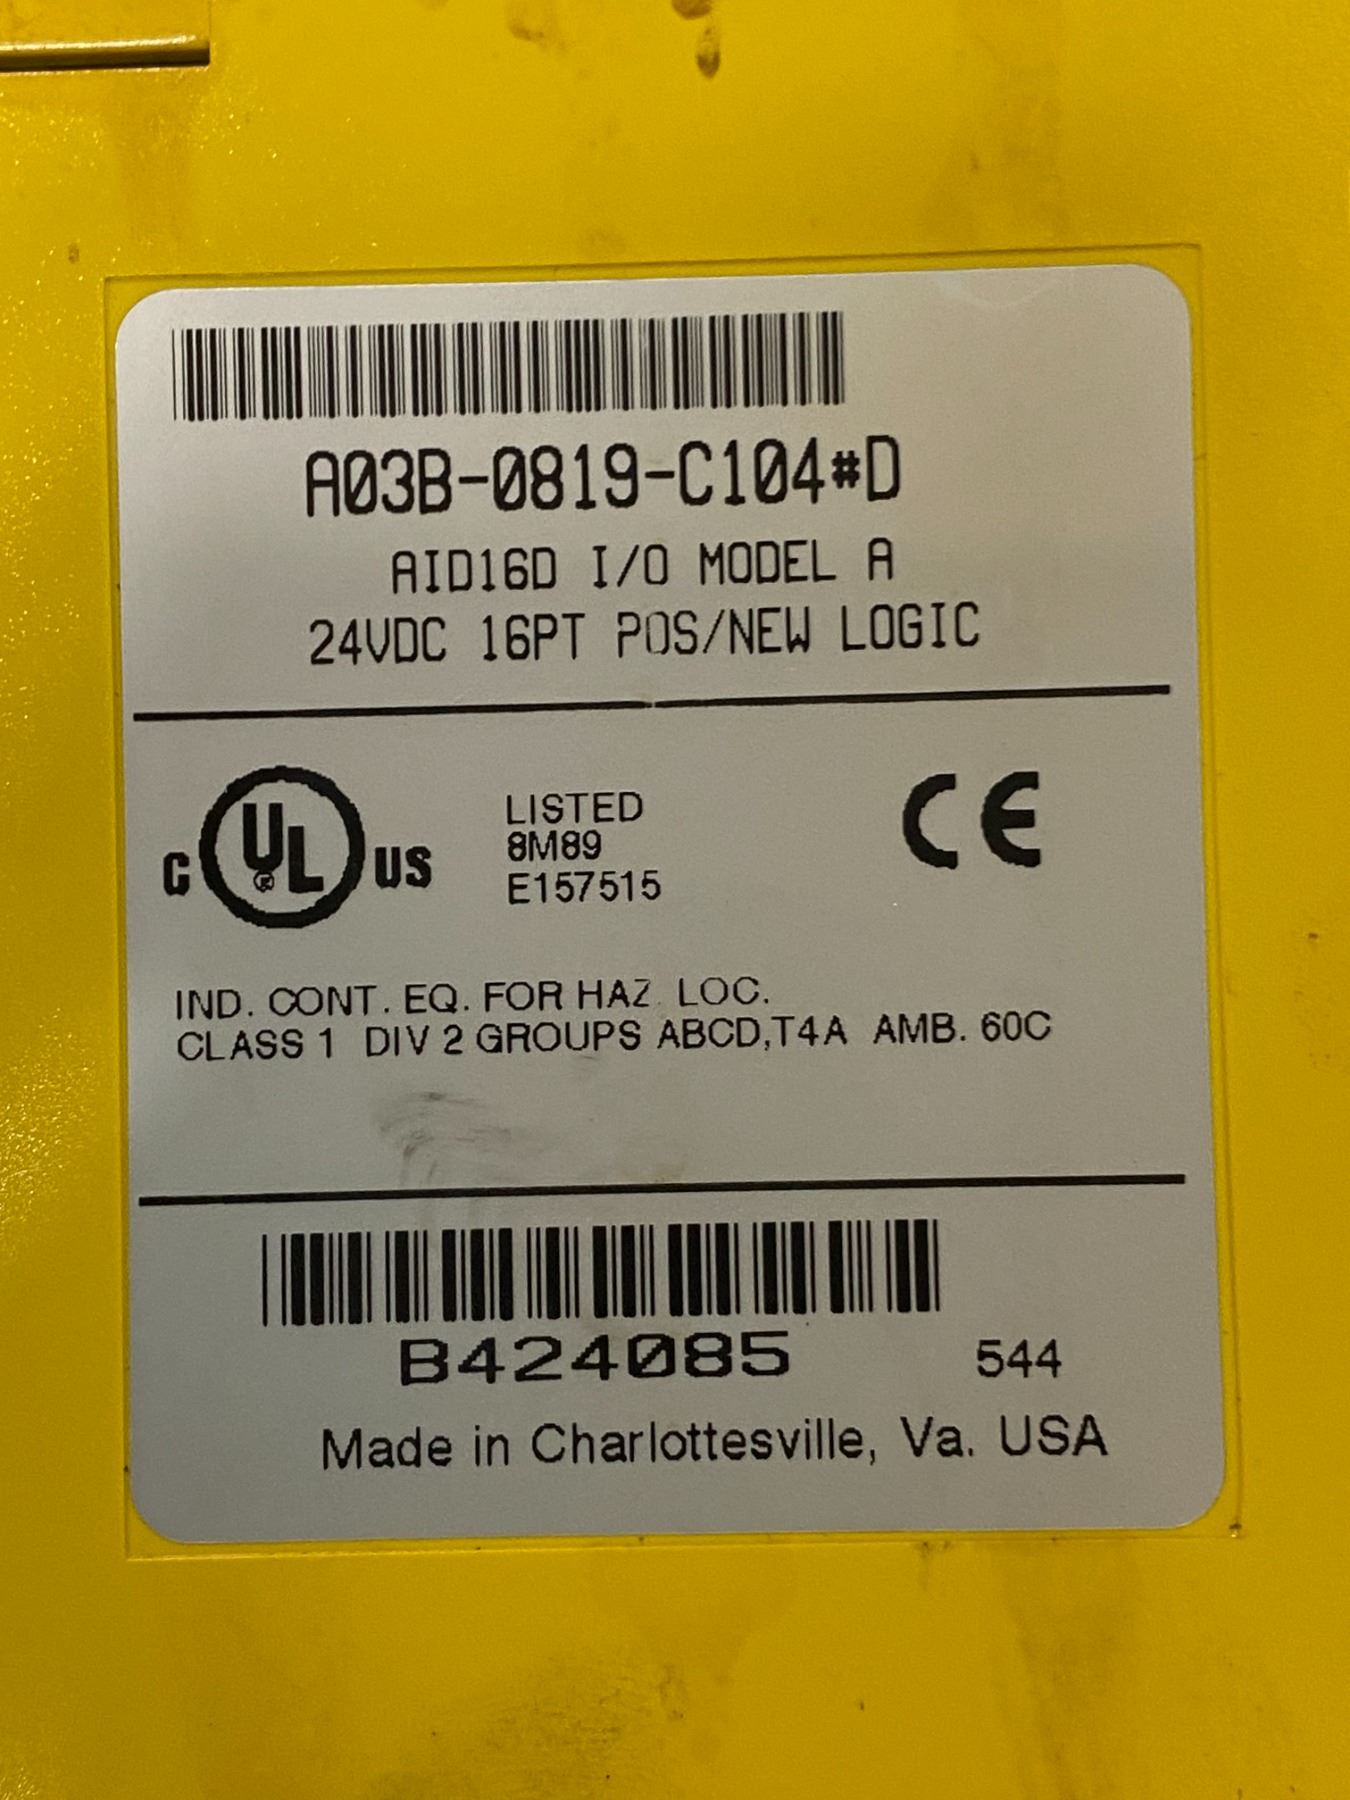 A03B-0819-C104#D
AID16D I/O MODEL A
24VDC 16PT POS/NEW LOGIC
C UL® US
LISTED
8M89
E157515
CE
IND. CONT. EQ. FOR HAZ. LOC.
CLASS 1 DIV 2 GROUPS ABCD,T4A AMB. 60C
B424085 544
Made in Charlottesville, Va. USA